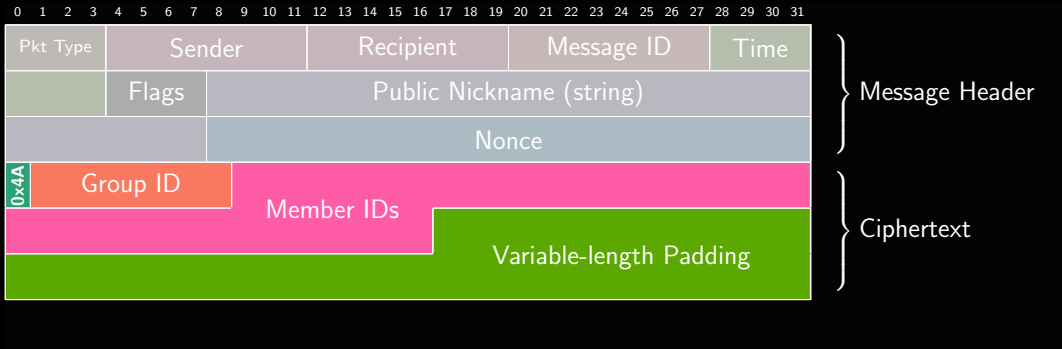 0 1 2 3 4 5 6 7 8 9 10 11 12 13 14 15 16 17 18 19 20 21 22 23 24 25 26 27 28 29 30 31
Pkt Type Sender Recipient Message ID Time
Flags Public Nickname (string) Message Header
Nonce
0x4A Group ID
Member IDs
Ciphertext
Variable-length Padding